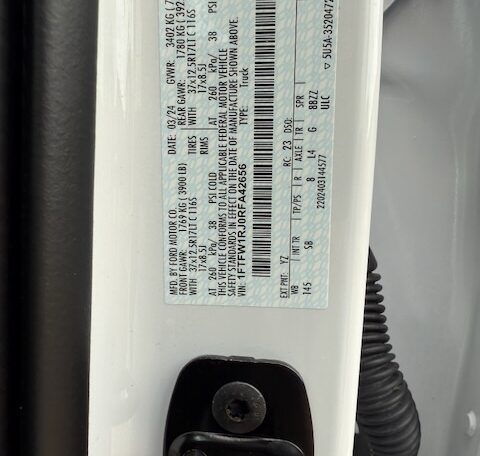 MFD. BY FORD MOTOR CO.
DATE: 03/24 GVWR: 3402 KG
FRONT GAWR: 1769 KG ( 3900 LB) REAR GAWR: 1780 KG
WITH 37x12.5R17LT C 116S TIRES WITH 37x12.5R17LT C 116S
17x8.5J RIMS 17x8.5J
AT 260 kPa/ 38 PSI COLD AT 260 kPa/ 38 PSI
THIS VEHICLE CONFORMS TO ALL APPLICABLE FEDERAL MOTOR VEHICLE
SAFETY STANDARDS IN EFFECT ON THE DATE OF MANUFACTURE SHOWN ABOVE.
VIN: 1FTFW1RJ0RFA42656 TYPE: Truck
EXT PNT: YZ RC: 23 DSO:
WB INT TR TP/PS R AXLE TR SPR
145 SB 8 L4 G BBZZ
ULC
2202403144577